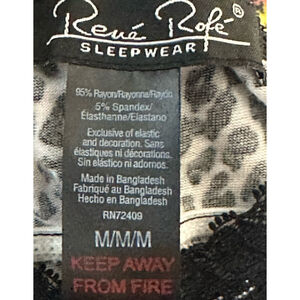 René Rofé®
SLEEPWEAR
95% Rayon/Rayonne/Rayón
5% Spandex/
Élasthanne/Elastano
Exclusive of elastic
and decoration. Sans
élastiques ni décorations.
Sin elástico ni adornos.
Made in Bangladesh
Fabriqué au Bangladesh
Hecho en Bangladesh
RN72409
M/M/M
KEEP AWAY
FROM FIRE